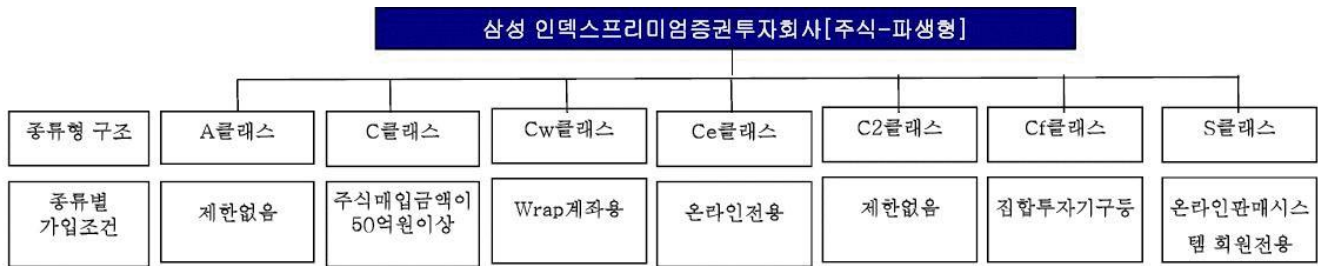 삼성 인덱스프리미엄증권투자회사[주식-파생형]
종류형 구조
A클래스
C클래스
Cw클래스
Ce클래스
C2클래스
Cf클래스
S클래스
종류별
가입조건
제한없음
주식매입금액이
50억원이상
Wrap계좌용
온라인전용
제한없음
집합투자기구등
온라인판매시스
템 회원전용